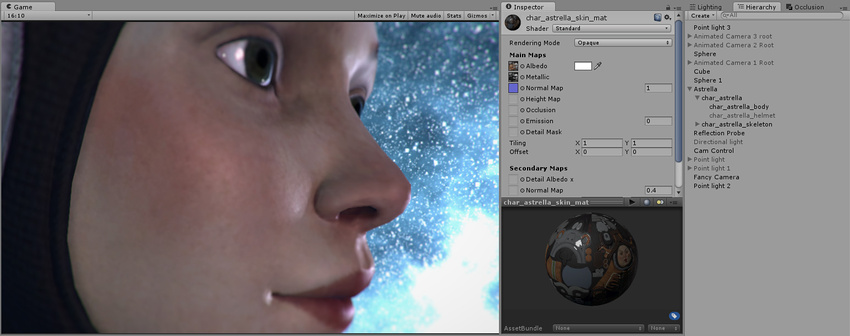 Game
16:10
Maximize on Play Mute audio Stats Gizmos
Inspector
char_astrella_skin_mat
Shader Standard
Rendering Mode Opaque
Main Maps
Albedo
Metallic
Normal Map 1
Height Map
Occlusion
Emission 0
Detail Mask
Tiling X 1 Y 1
Offset X 0 Y 0
Secondary Maps
Detail Albedo x
Normal Map 0.4
char_astrella_skin_mat
AssetBundle None None
Lighting Hierarchy Occlusion
Create All
Point light 3
Animated Camera 3 root
Animated Camera 2 Root
Sphere
Animated Camera 1 Root
Cube
Sphere 1
Astrella
char_astrella
char_astrella_body
char_astrella_helmet
char_astrella_skeleton
Reflection Probe
Directional light
Cam Control
Point light
Point light 1
Fancy Camera
Point light 2